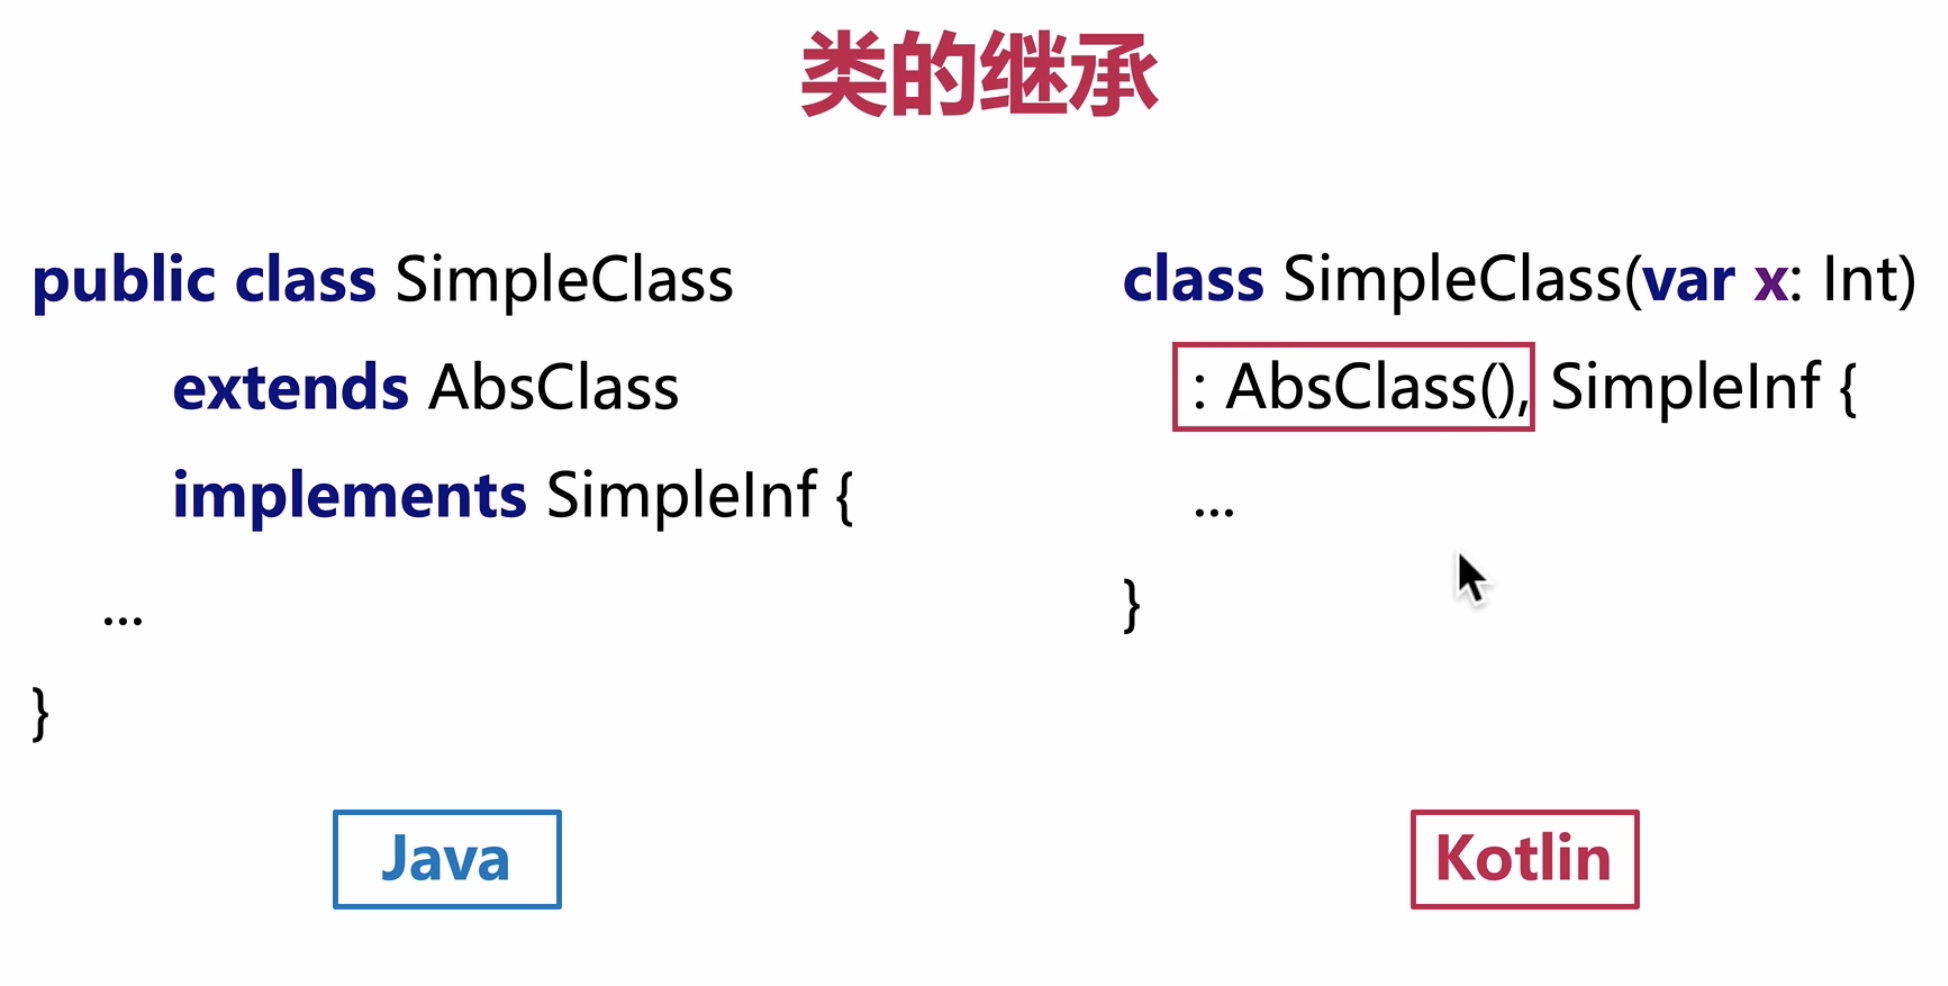 类的继承
public class SimpleClass
extends AbsClass
implements SimpleInf {
...
}
Java
class SimpleClass(var x: Int)
: AbsClass(), SimpleInf {
...
}
Kotlin